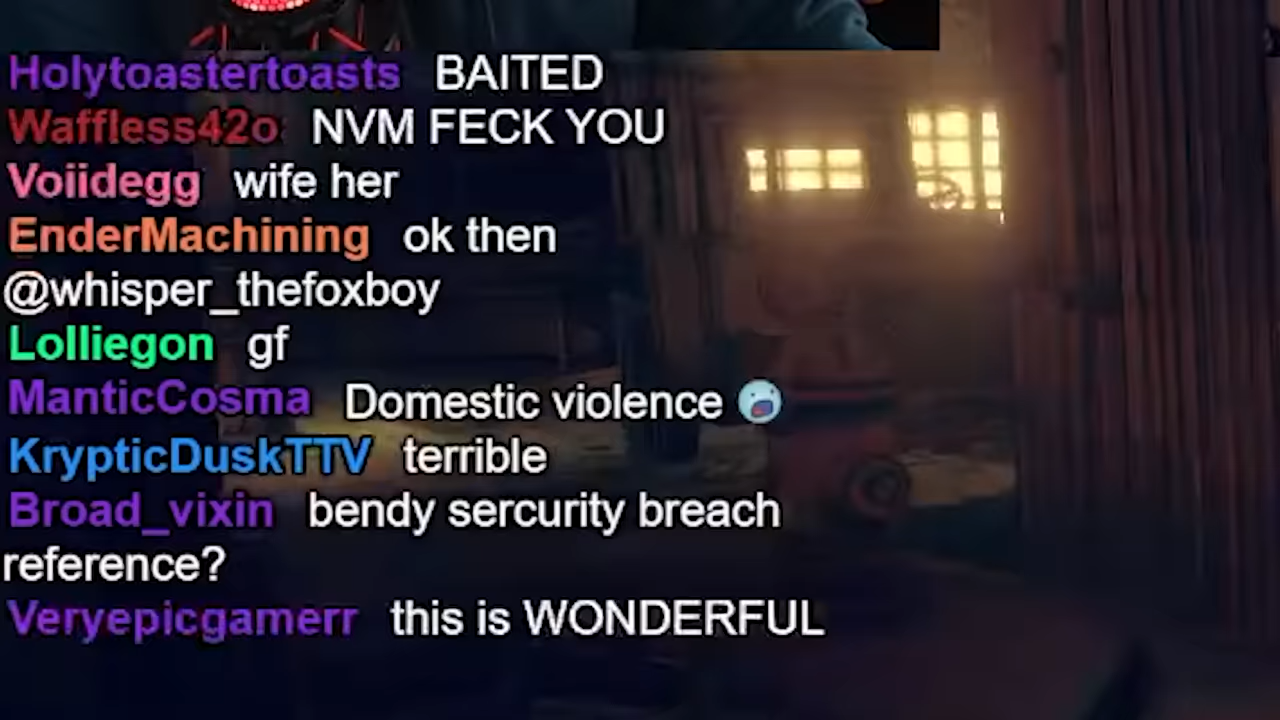 Holytoastertoasts BAITED
Waffless42o: NVM FECK YOU
Voiidegg wife her
EnderMachining ok then
@whisper_thefoxboy
Lolliegon gf
ManticCosma Domestic violence
KrypticDuskTTV terrible
Broad_vixin bendy sercurity breach
reference?
Veryepicgamerr this is WONDERFUL